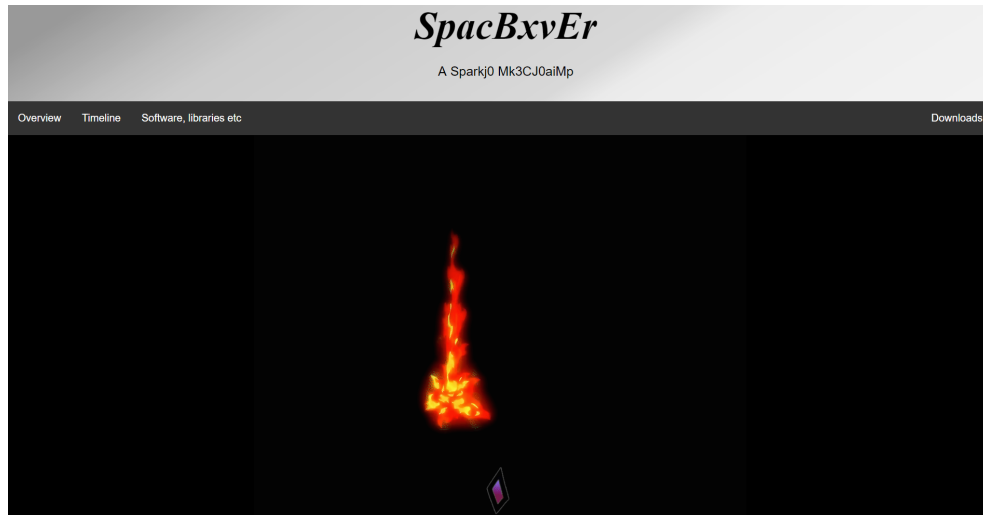 SpacBxvEr
A Sparkj0 Mk3CJ0aiMp
Overview Timeline Software, libraries etc Downloads